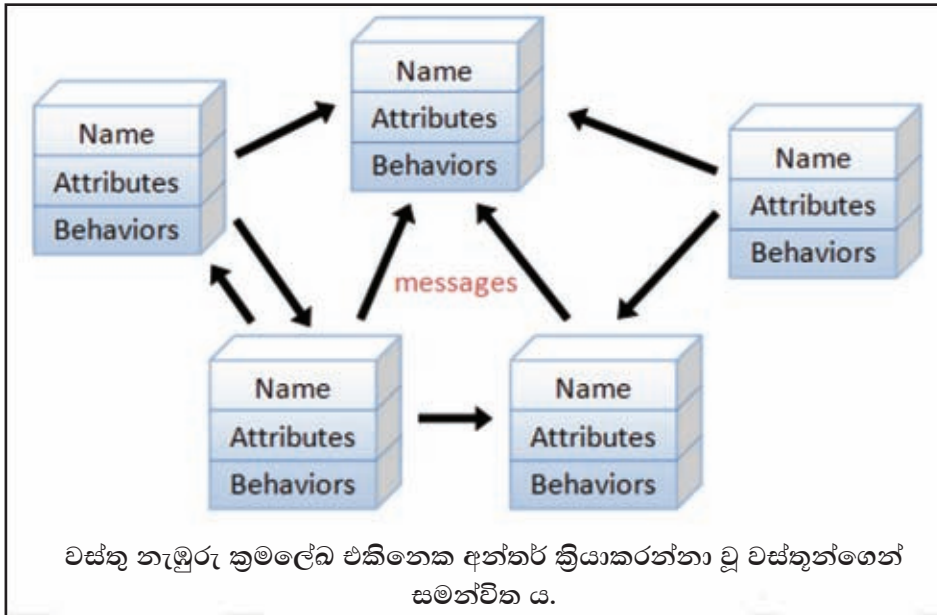 Name
Attributes
Behaviors
Name
Attributes
Behaviors
Name
Attributes
Behaviors
messages
Name
Attributes
Behaviors
Name
Attributes
Behaviors
වස්තු නැඹුරු ක්‍රමලේඛ එකිනෙක අන්තර් ක්‍රියාකරන්නා වූ වස්තූන්ගෙන්
සමන්විත ය.